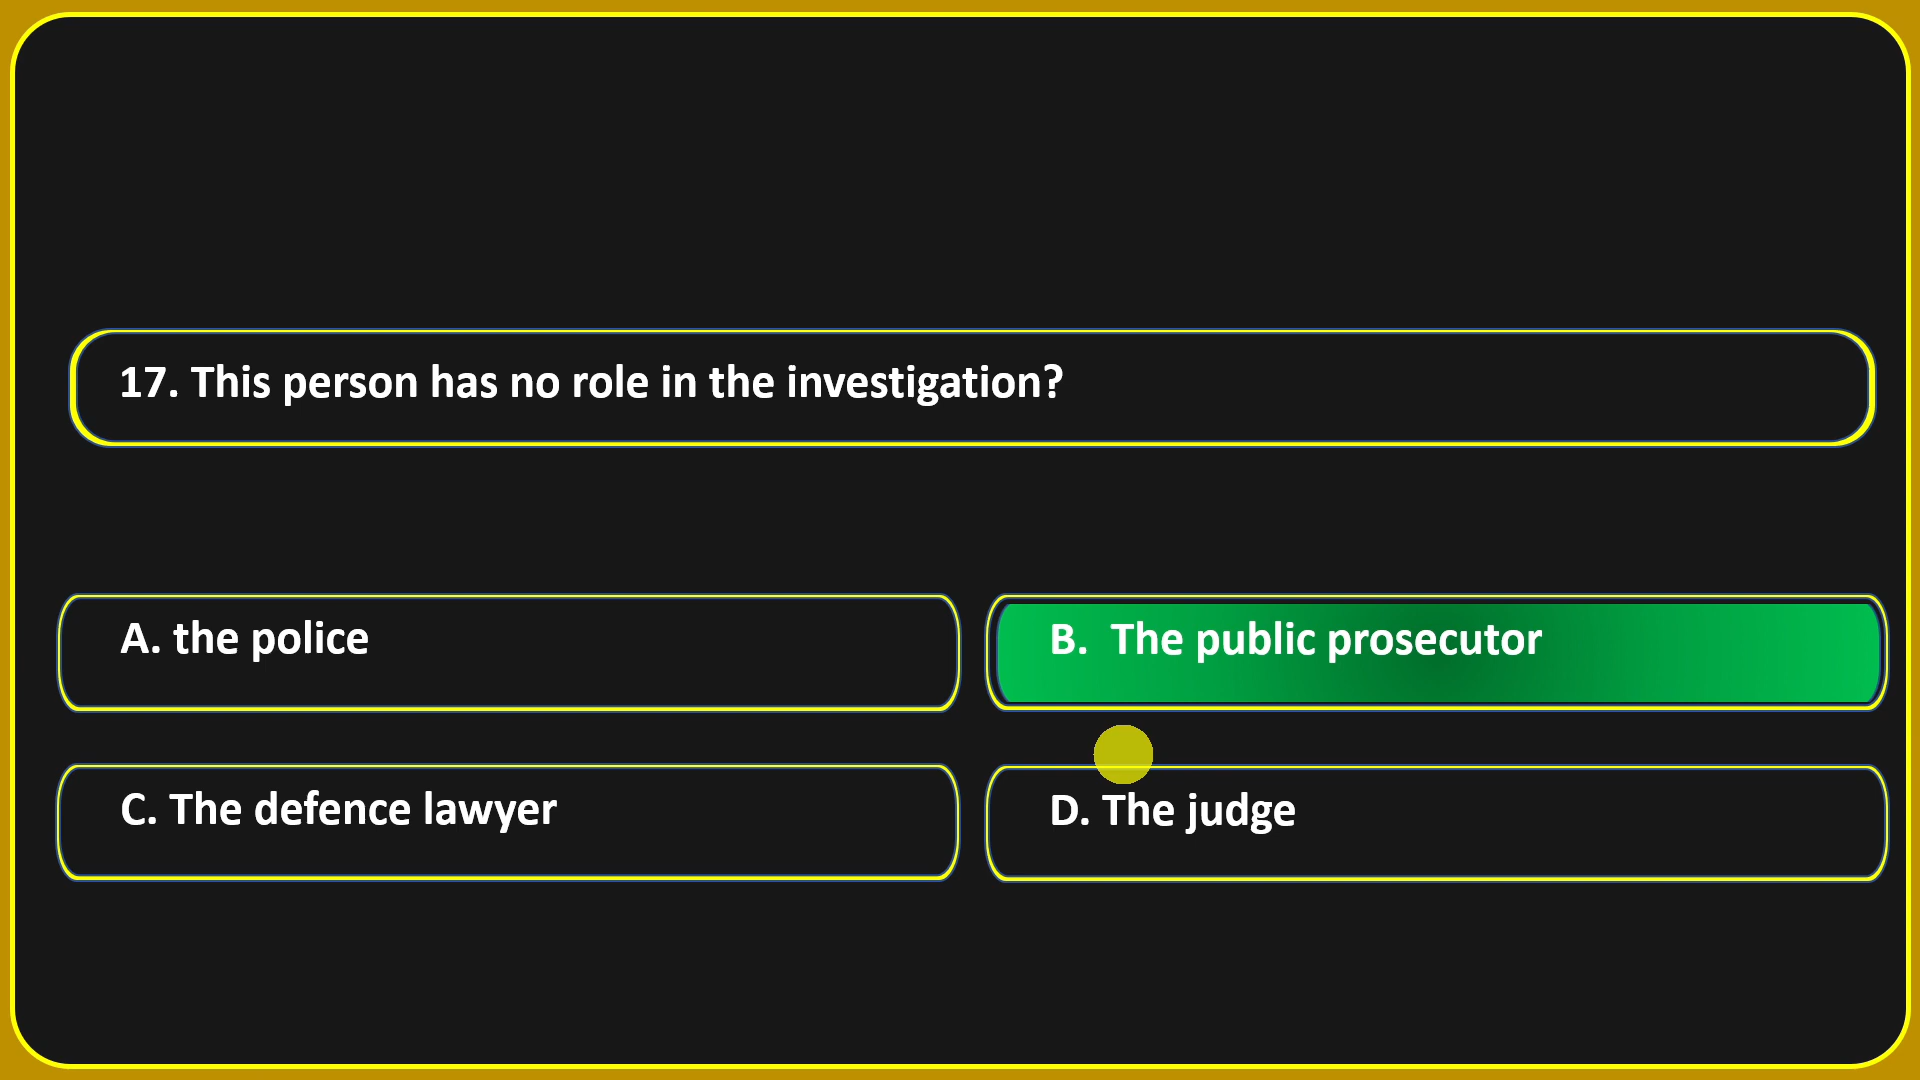 17. This person has no role in the investigation?
A. the police
B. The public prosecutor
C. The defence lawyer
D. The judge